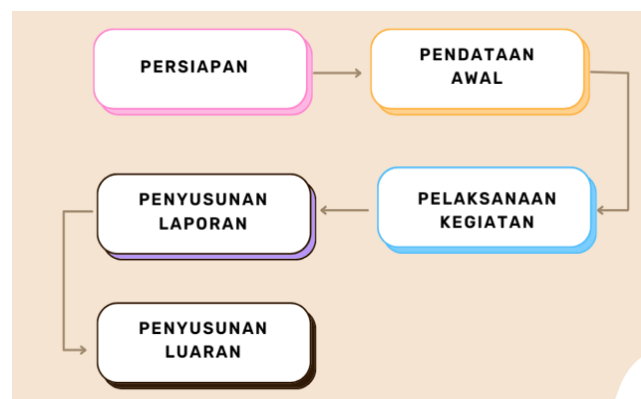 PERSIAPAN
PENDATAAN
AWAL
PELAKSANAAN
KEGIATAN
PENYUSUNAN
LAPORAN
PENYUSUNAN
LUARAN